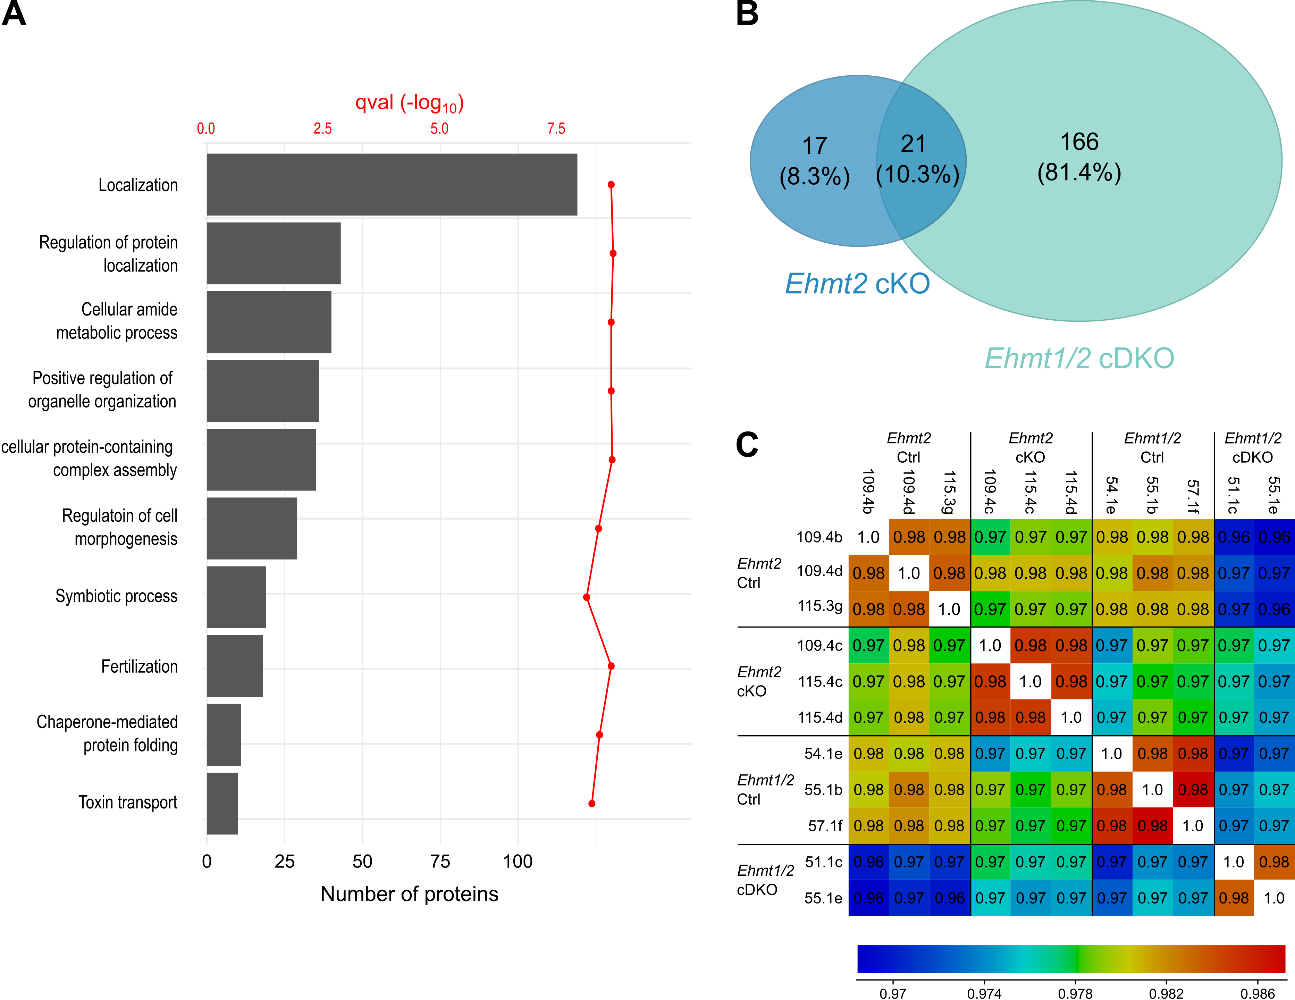 A
qval (-log10)
0.0 2.5 5.0 7.5
Localization
Regulation of protein
localization
Cellular amide
metabolic process
Positive regulation of
organelle organization
cellular protein-containing
complex assembly
Regulatoin of cell
morphogenesis
Symbiotic process
Fertilization
Chaperone-mediated
protein folding
Toxin transport
0 25 50 75 100
Number of proteins
B
17
(8.3%)
21
(10.3%)
166
(81.4%)
Ehmt2 cKO
Ehmt1/2 cDKO
C
Ehmt2 Ehmt2 Ehmt1/2 Ehmt1/2
Ctrl cKO Ctrl cDKO
109.4b 109.4d 115.3g 109.4c 115.4c 115.4d 54.1e 55.1b 57.1f 51.1c 55.1e
109.4b 1.0 0.98 0.98 0.97 0.97 0.97 0.98 0.98 0.98 0.96 0.96
Ehmt2
Ctrl
109.4d 0.98 1.0 0.98 0.98 0.98 0.98 0.98 0.98 0.98 0.97 0.97
115.3g 0.98 0.98 1.0 0.97 0.97 0.97 0.98 0.98 0.98 0.97 0.96
109.4c 0.97 0.98 0.97 1.0 0.98 0.98 0.97 0.97 0.97 0.97 0.97
Ehmt2
cKO
115.4c 0.97 0.98 0.97 0.98 1.0 0.98 0.97 0.97 0.97 0.97 0.97
115.4d 0.97 0.98 0.97 0.98 0.98 1.0 0.97 0.97 0.97 0.97 0.97
54.1e 0.98 0.98 0.98 0.97 0.97 0.97 1.0 0.98 0.98 0.97 0.97
Ehmt1/2
Ctrl
55.1b 0.98 0.98 0.98 0.97 0.97 0.97 0.98 1.0 0.98 0.97 0.97
57.1f 0.98 0.98 0.98 0.97 0.97 0.97 0.98 0.98 1.0 0.97 0.97
51.1c 0.96 0.97 0.97 0.97 0.97 0.97 0.97 0.97 0.97 1.0 0.98
Ehmt1/2
cDKO
55.1e 0.96 0.97 0.96 0.97 0.97 0.97 0.97 0.97 0.97 0.98 1.0
0.97 0.974 0.978 0.982 0.986